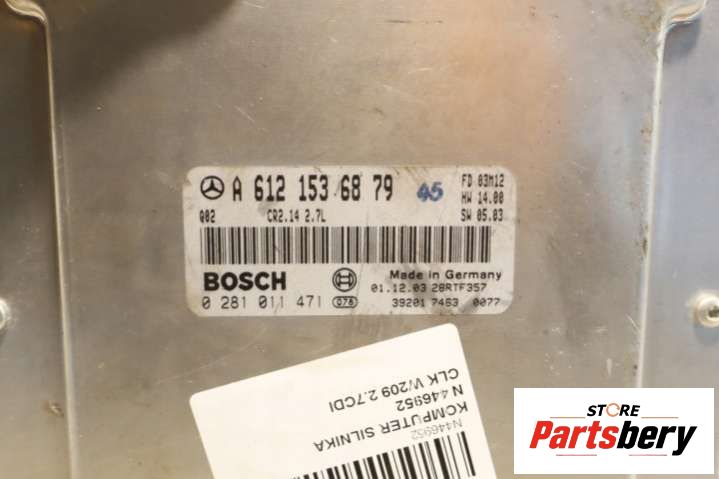 A 612 153 68 79 45
FD 03M12
HW 14.00
Q02 CR2.14 2.7L SW 05.03
BOSCH
Made in Germany
0 281 011 471 078
01.12.03 28RTF357
39201 7463 0077
N446952
KOMPUTER SILNIKA
N 446952
CLK W209 2.7CDI
STORE
Partsbery